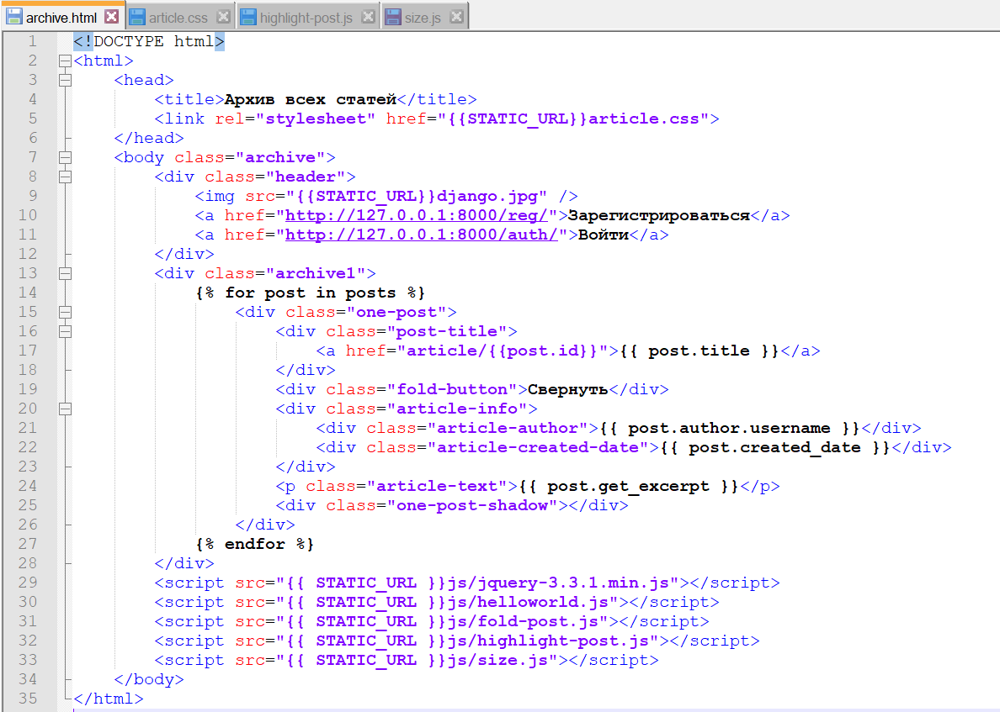 archive.html article.css highlight-post.js size.js
1 <!DOCTYPE html>
2 <html>
3 <head>
4 <title>Архив всех статей</title>
5 <link rel="stylesheet" href="{{STATIC_URL}}article.css">
6 </head>
7 <body class="archive">
8 <div class="header">
9 <img src="{{STATIC_URL}}django.jpg" />
10 <a href="http://127.0.0.1:8000/reg/">Зарегистрироваться</a>
11 <a href="http://127.0.0.1:8000/auth/">Войти</a>
12 </div>
13 <div class="archive1">
14 {% for post in posts %}
15 <div class="one-post">
16 <div class="post-title">
17 <a href="article/{{post.id}}">{{ post.title }}</a>
18 </div>
19 <div class="fold-button">Свернуть</div>
20 <div class="article-info">
21 <div class="article-author">{{ post.author.username }}</div>
22 <div class="article-created-date">{{ post.created_date }}</div>
23 </div>
24 <p class="article-text">{{ post.get_excerpt }}</p>
25 <div class="one-post-shadow"></div>
26 </div>
27 {% endfor %}
28 </div>
29 <script src="{{ STATIC_URL }}js/jquery-3.3.1.min.js"></script>
30 <script src="{{ STATIC_URL }}js/helloworld.js"></script>
31 <script src="{{ STATIC_URL }}js/fold-post.js"></script>
32 <script src="{{ STATIC_URL }}js/highlight-post.js"></script>
33 <script src="{{ STATIC_URL }}js/size.js"></script>
34 </body>
35 </html>